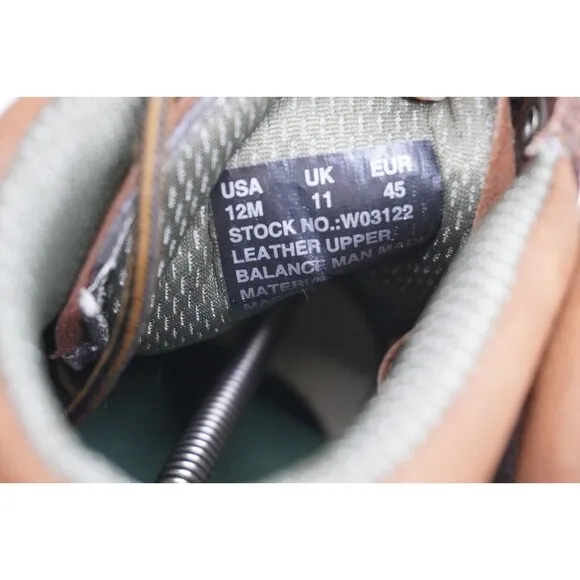 USA UK EUR
12M 11 45
STOCK NO.:W03122
LEATHER UPPER
BALANCE MAN MADE